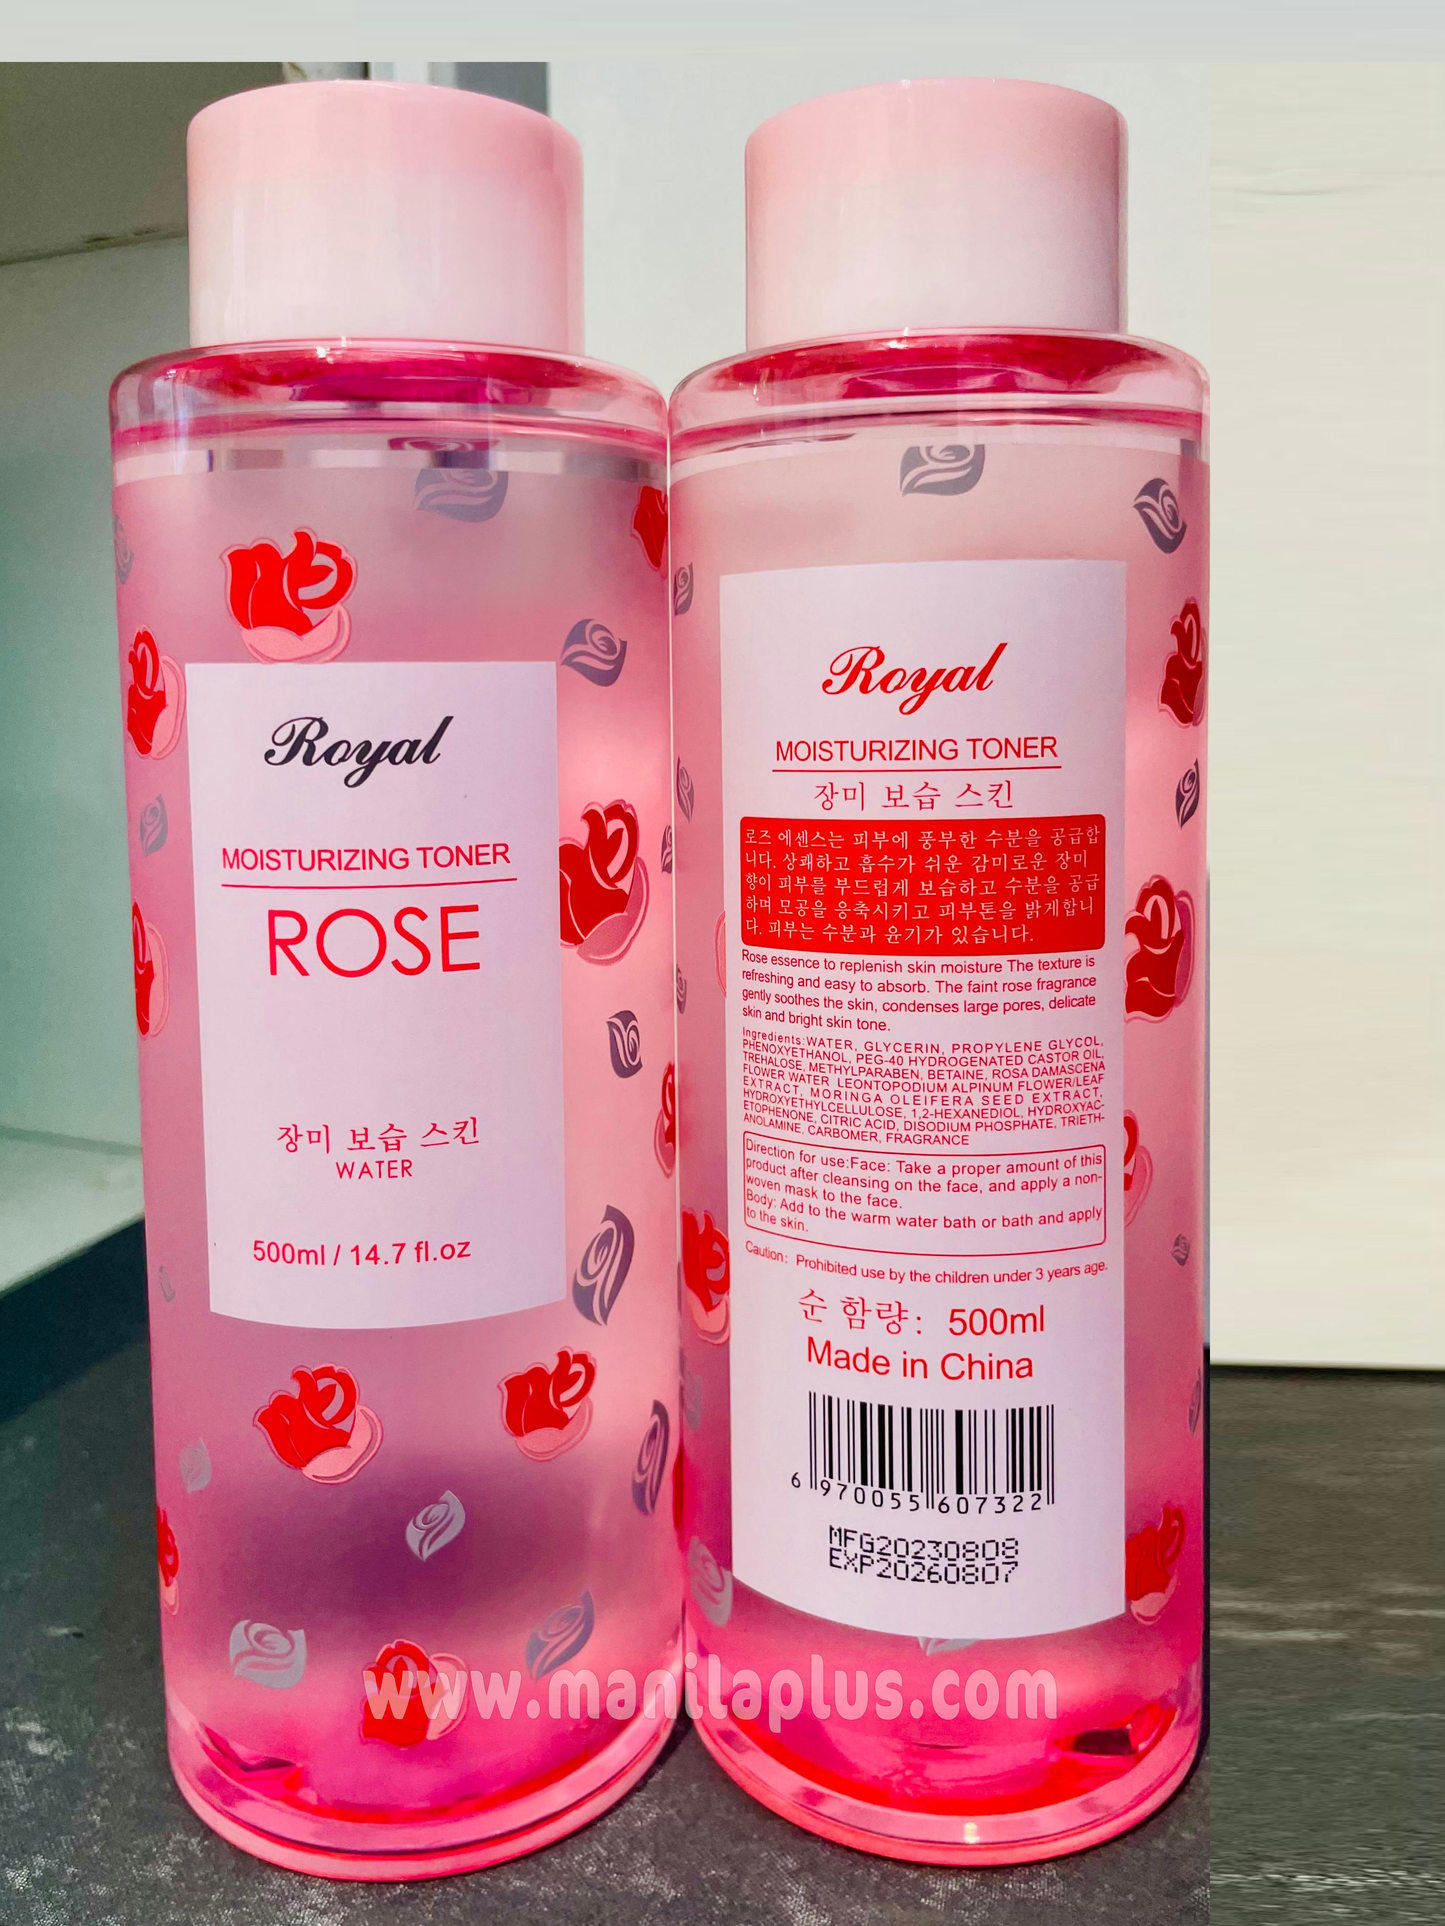 Royal
MOISTURIZING TONER
ROSE
장미 보습 스킨
WATER
500ml / 14.7 fl.oz
Royal
MOISTURIZING TONER
장미 보습 스킨
로즈 에센스는 피부에 풍부한 수분을 공급합
니다. 상쾌하고 흡수가 쉬운 감미로운 장미
향이 피부를 부드럽게 보습하고 수분을 공급
하며 모공을 응축시키고 피부톤을 밝게합니
다. 피부는 수분과 윤기가 있습니다.
Rose essence to replenish skin moisture The texture is
refreshing and easy to absorb. The faint rose fragrance
gently soothes the skin, condenses large pores, delicate
skin and bright skin tone.
Ingredients:WATER, GLYCERIN, PROPYLENE GLYCOL,
PHENOXYETHANOL, PEG-40 HYDROGENATED CASTOR OIL,
TREHALOSE, METHYLPARABEN, BETAINE, ROSA DAMASCENA
FLOWER WATER LEONTOPODIUM ALPINUM FLOWER/LEAF
EXTRACT, MORINGA OLEIFERA SEED EXTRACT,
HYDROXYETHYLCELLULOSE, 1,2-HEXANEDIOL, HYDROXYAC-
ETOPHENONE, CITRIC ACID, DISODIUM PHOSPHATE, TRIETH-
ANOLAMINE, CARBOMER, FRAGRANCE
Direction for use:Face: Take a proper amount of this
product after cleansing on the face, and apply a non-
woven mask to the face.
Body: Add to the warm water bath or bath and apply
to the skin.
Caution: Prohibited use by the children under 3 years age.
순 함량: 500ml
Made in China
6 970055 607322
MFG20230808
EXP20260807
www.manilaplus.com